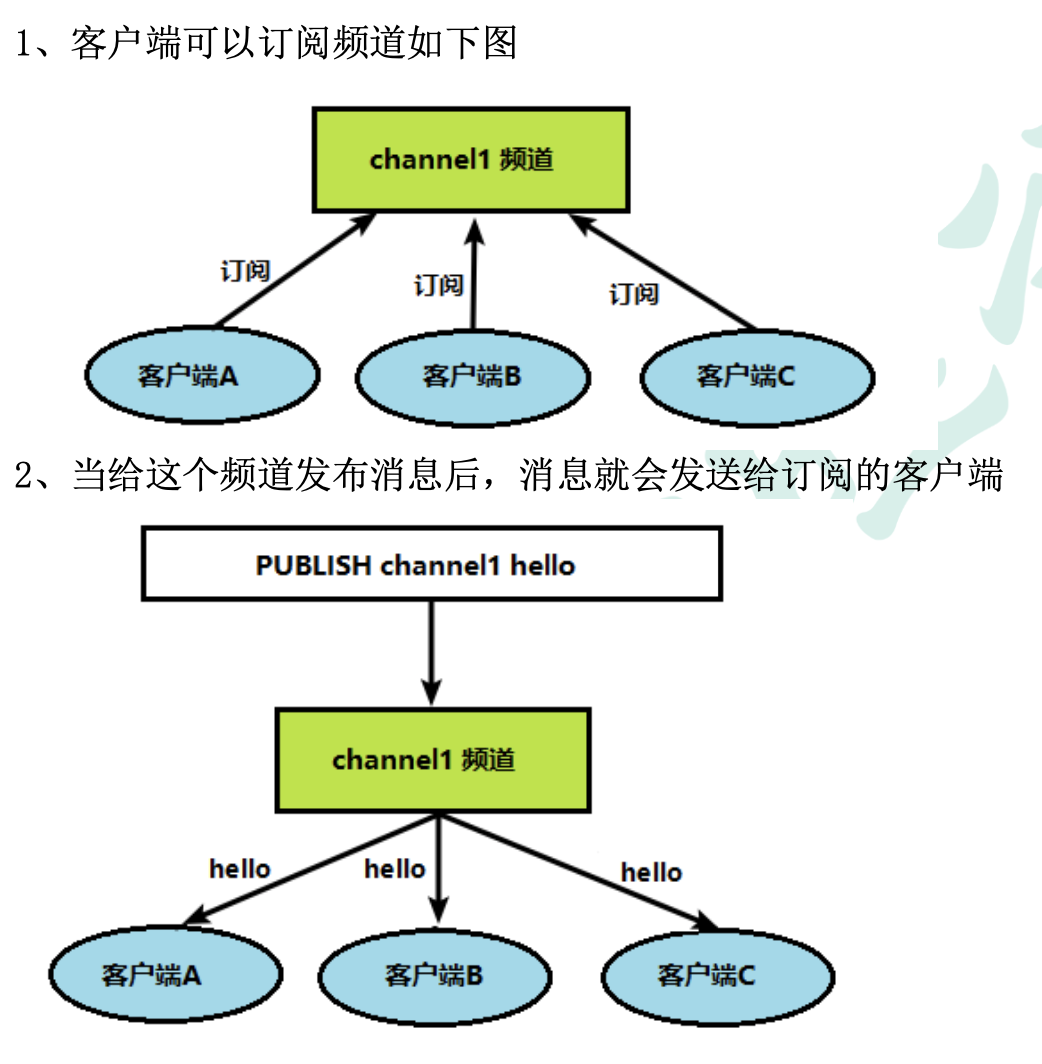 1、客户端可以订阅频道如下图
channel1 频道
订阅
订阅
订阅
客户端A
客户端B
客户端C
2、当给这个频道发布消息后，消息就会发送给订阅的客户端
PUBLISH channel1 hello
channel1 频道
hello
hello
hello
客户端A
客户端B
客户端C